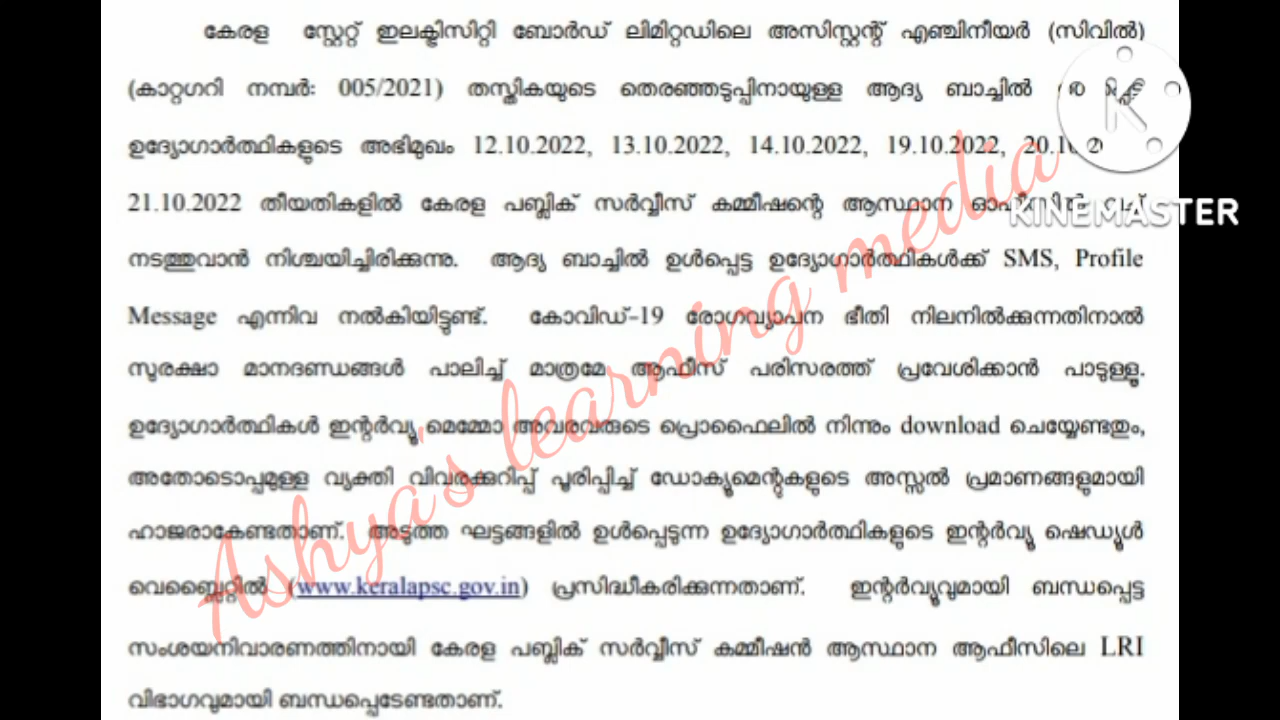 കേരള സ്റ്റേറ്റ് ഇലക്ട്രിസിറ്റി ബോർഡ് ലിമിറ്റഡിലെ അസിസ്റ്റന്റ് എഞ്ചിനീയർ (സിവിൽ)
(കാറ്റഗറി നമ്പർ: 005/2021) തസ്തികയുടെ തെരഞ്ഞടുപ്പിനായുള്ള ആദ്യ ബാച്ചിൽ
ഉദ്യോഗാർത്ഥികളുടെ അഭിമുഖം 12.10.2022, 13.10.2022, 14.10.2022, 19.10.2022,
21.10.2022 തീയതികളിൽ കേരള പബ്ലിക് സർവ്വീസ് കമ്മീഷന്റെ ആസ്ഥാന
KINEMASTER
നടത്തുവാൻ നിശ്ചയിച്ചിരിക്കുന്നു. ആദ്യ ബാച്ചിൽ ഉൾപ്പെട്ട ഉദ്യോഗാർത്ഥികൾക്ക് SMS, Profile
Message എന്നിവ നൽകിയിട്ടുണ്ട്. കോവിഡ്-19 രോഗവ്യാപന ഭീതി നിലനിൽക്കുന്നതിനാൽ
സുരക്ഷാ മാനദണ്ഡങ്ങൾ പാലിച്ച് മാത്രമേ ആഫീസ് പരിസരത്ത് പ്രവേശിക്കാൻ പാടുള്ളൂ.
ഉദ്യോഗാർത്ഥികൾ ഇന്റർവ്യൂ മെമ്മോ അവരവരുടെ പ്രൊഫൈലിൽ നിന്നും download ചെയ്യേണ്ടതും,
അതോടൊപ്പമുള്ള വ്യക്തി വിവരക്കുറിപ്പ് പൂരിപ്പിച്ച് ഡോക്യൂമെന്റുകളുടെ അസ്സൽ പ്രമാണങ്ങളുമായി
ഹാജരാകേണ്ടതാണ്. അടുത്ത ഘട്ടങ്ങളിൽ ഉൾപ്പെടുന്ന ഉദ്യോഗാർത്ഥികളുടെ ഇന്റർവ്യൂ ഷെഡ്യൂൾ
വെബ്ബ്സൈറ്റിൽ (www.keralapsc.gov.in) പ്രസിദ്ധീകരിക്കുന്നതാണ്. ഇന്റർവ്യൂവുമായി ബന്ധപ്പെട്ട
സംശയനിവാരണത്തിനായി കേരള പബ്ലിക് സർവ്വീസ് കമ്മീഷൻ ആസ്ഥാന ആഫീസിലെ LRI
വിഭാഗവുമായി ബന്ധപ്പെടേണ്ടതാണ്.
Ashya's learning media